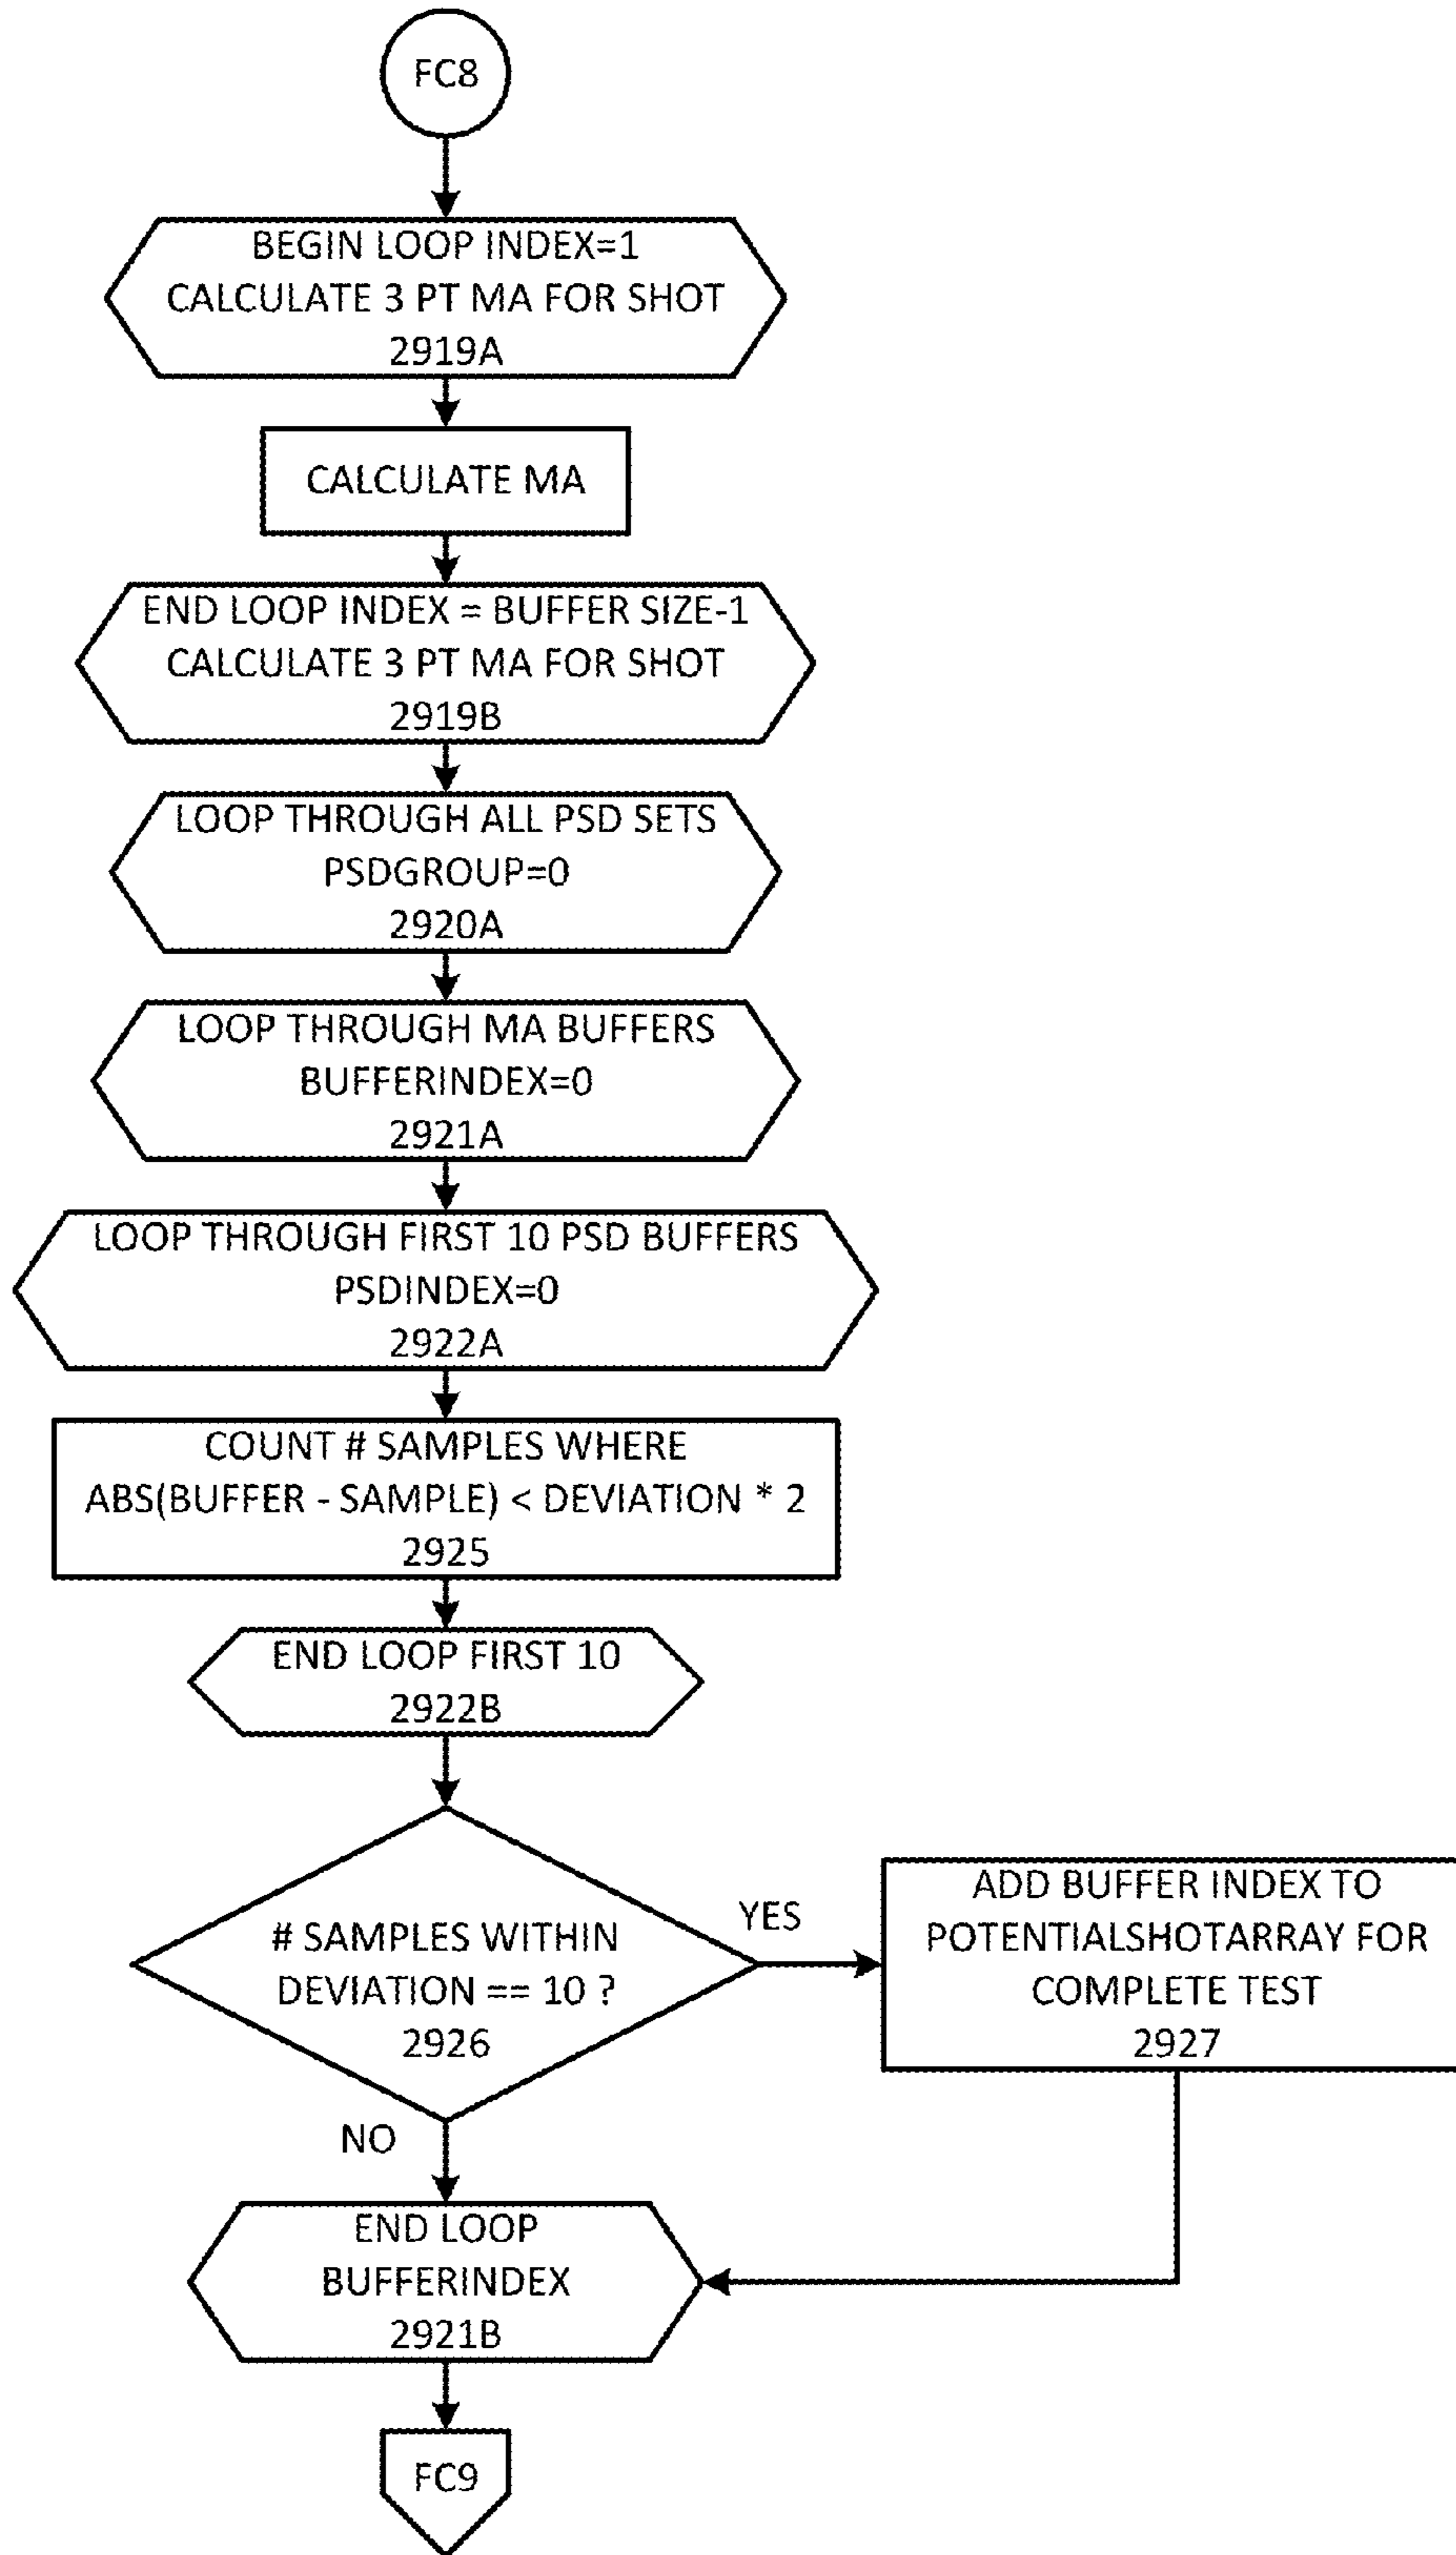 FC8
BEGIN LOOP INDEX=1
CALCULATE 3 PT MA FOR SHOT
2919A
CALCULATE MA
END LOOP INDEX = BUFFER SIZE-1
CALCULATE 3 PT MA FOR SHOT
2919B
LOOP THROUGH ALL PSD SETS
PSDGROUP=0
2920A
LOOP THROUGH MA BUFFERS
BUFFERINDEX=0
2921A
LOOP THROUGH FIRST 10 PSD BUFFERS
PSDINDEX=0
2922A
COUNT # SAMPLES WHERE
ABS(BUFFER - SAMPLE) < DEVIATION * 2
2925
END LOOP FIRST 10
2922B
# SAMPLES WITHIN
DEVIATION == 10 ?
2926
YES
ADD BUFFER INDEX TO
POTENTIALSHOTARRAY FOR
COMPLETE TEST
2927
NO
END LOOP
BUFFERINDEX
2921B
FC9